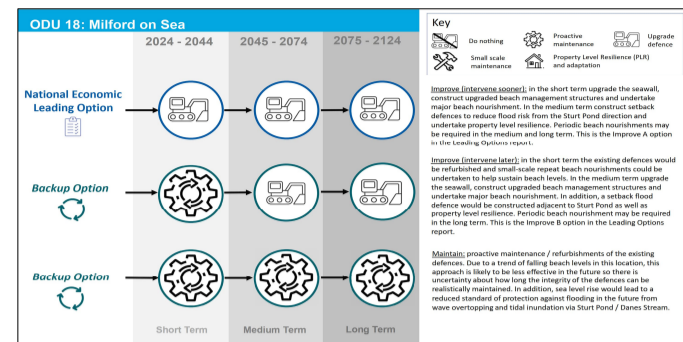 ODU 18: Milford on Sea
2024 - 2044
2045 - 2074
2075 - 2124
National Economic
Leading Option
Backup Option
Backup Option
Short Term
Medium Term
Long Term
Key
Do nothing
Proactive
maintenance
Upgrade
defence
Small scale
maintenance
Property Level Resilience (PLR)
and adaptation
Improve (intervene sooner): in the short term upgrade the seawall,
construct upgraded beach management structures and undertake
major beach nourishment. In the medium term construct setback
defences to reduce flood risk from the Sturt Pond direction and
undertake property level resilience. Periodic beach nourishments may
be required in the medium and long term. This is the Improve A option
in the Leading Options report.
Improve (intervene later): in the short term the existing defences would
be refurbished and small-scale repeat beach nourishments could be
undertaken to help sustain beach levels. In the medium term upgrade
the seawall, construct upgraded beach management structures and
undertake major beach nourishment. In addition, a setback flood
defence would be constructed adjacent to Sturt Pond as well as
property level resilience. Periodic beach nourishment may be required
in the long term. This is the Improve B option in the Leading Options
report.
Maintain: proactive maintenance / refurbishments of the existing
defences. Due to a trend of falling beach levels in this location, this
approach is likely to be less effective in the future so there is
uncertainty about how long the integrity of the defences can be
realistically maintained. In addition, sea level rise would lead to a
reduced standard of protection against flooding in the future from
wave overtopping and tidal inundation via Sturt Pond / Danes Stream.